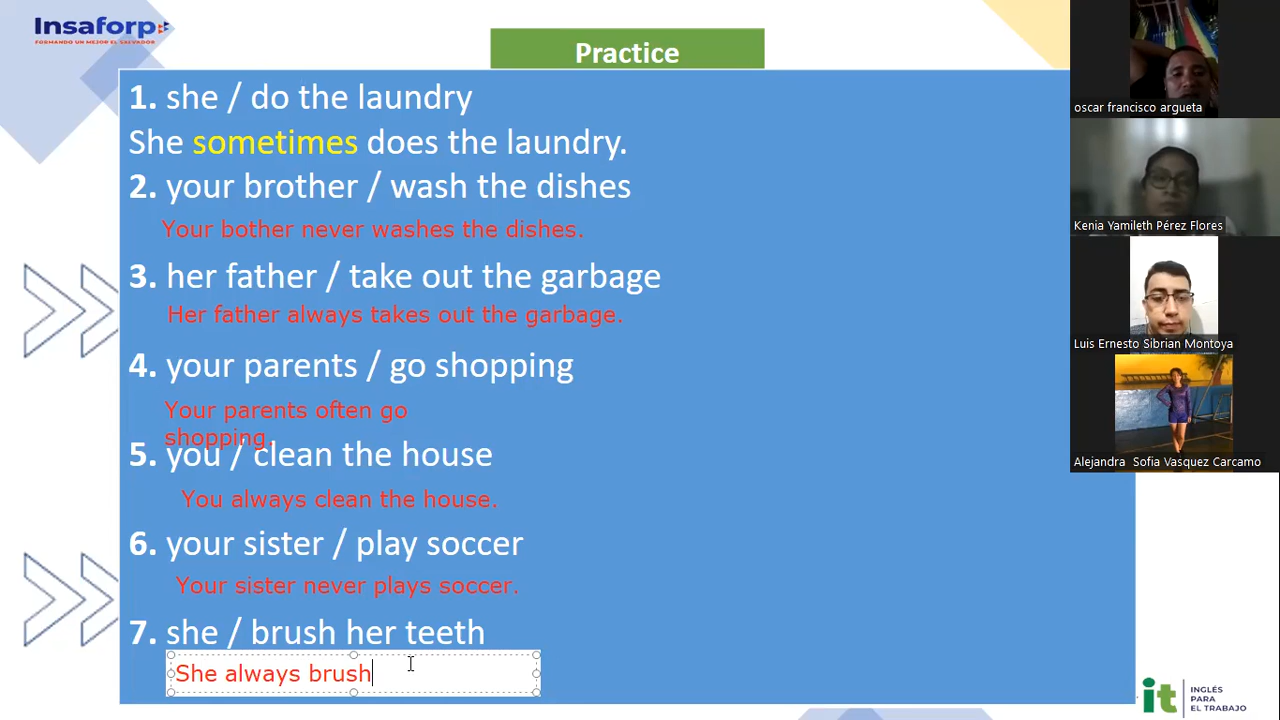 Insaforp
FORMANDO UN MEJOR EL SALVADOR
Practice
1. she / do the laundry
She sometimes does the laundry.
2. your brother / wash the dishes
Your bother never washes the dishes.
3. her father / take out the garbage
Her father always takes out the garbage.
4. your parents / go shopping
Your parents often go
shopping.
5. you / clean the house
You always clean the house.
6. your sister / play soccer
Your sister never plays soccer.
7. she / brush her teeth
She always brush
oscar francisco argueta
Kenia Yamileth Pérez Flores
Luis Ernesto Sibrian Montoya
Alejandra Sofia Vasquez Carcamo
it
INGLÉS
PARA
EL TRABAJO